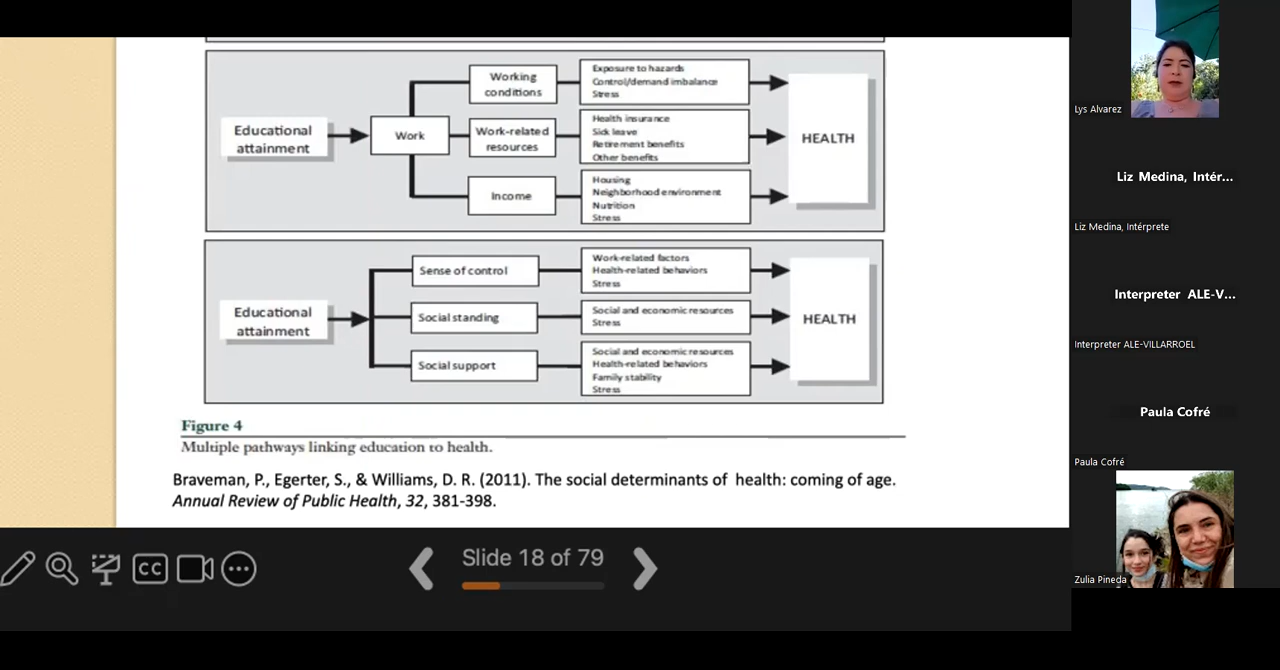 Educational
attainment
Work
Working
conditions
Exposure to hazards
Control/demand imbalance
Stress
Work-related
resources
Health insurance
Sick leave
Retirement benefits
Other benefits
Income
Housing
Neighborhood environment
Nutrition
Stress
HEALTH
Educational
attainment
Sense of control
Work-related factors
Health-related behaviors
Stress
Social standing
Social and economic resources
Stress
Social support
Social and economic resources
Health-related behaviors
Family stability
Stress
HEALTH
Figure 4
Multiple pathways linking education to health.
Braveman, P., Egerter, S., & Williams, D. R. (2011). The social determinants of health: coming of age.
Annual Review of Public Health, 32, 381-398.
CC
Slide 18 of 79
Lys Alvarez
Liz Medina, Intér...
Liz Medina, Intérprete
Interpreter ALE-V...
Interpreter ALE-VILLARROEL
Paula Cofré
Paula Cofré
Zulia Pineda